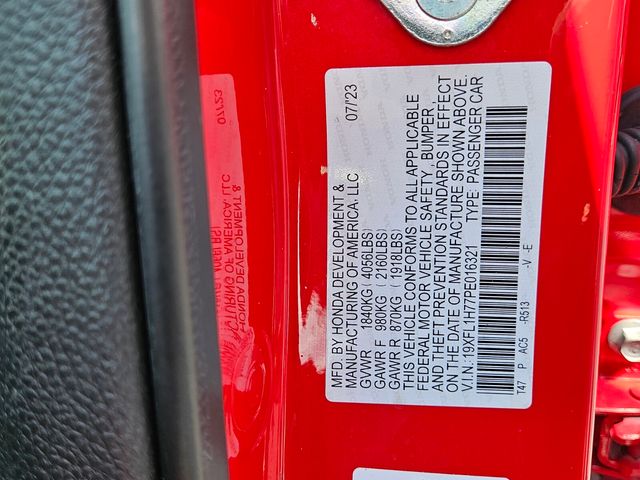 MFD. BY HONDA DEVELOPMENT &
MANUFACTURING OF AMERICA, LLC 07/'23
GVWR 1840KG ( 4056LBS)
GAWR F 980KG ( 2160LBS)
GAWR R 870KG ( 1918LBS)
THIS VEHICLE CONFORMS TO ALL APPLICABLE
FEDERAL MOTOR VEHICLE SAFETY , BUMPER ,
AND THEFT PREVENTION STANDARDS IN EFFECT
ON THE DATE OF MANUFACTURE SHOWN ABOVE.
V.I.N.:19XFL1H77PE016321 TYPE: PASSENGER CAR
T47 P AC5 -R513 -V -E